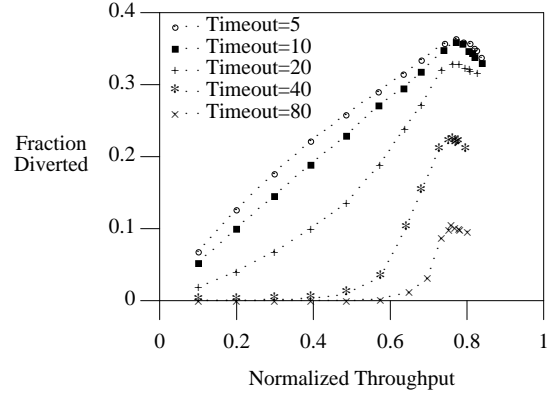 0.4
Timeout=5
Timeout=10
0.3
Timeout=20
Timeout=40
Timeout=80
Fraction
Diverted
0.2
0.1
0
0
0.2
0.4
0.6
0.8
1
Normalized Throughput